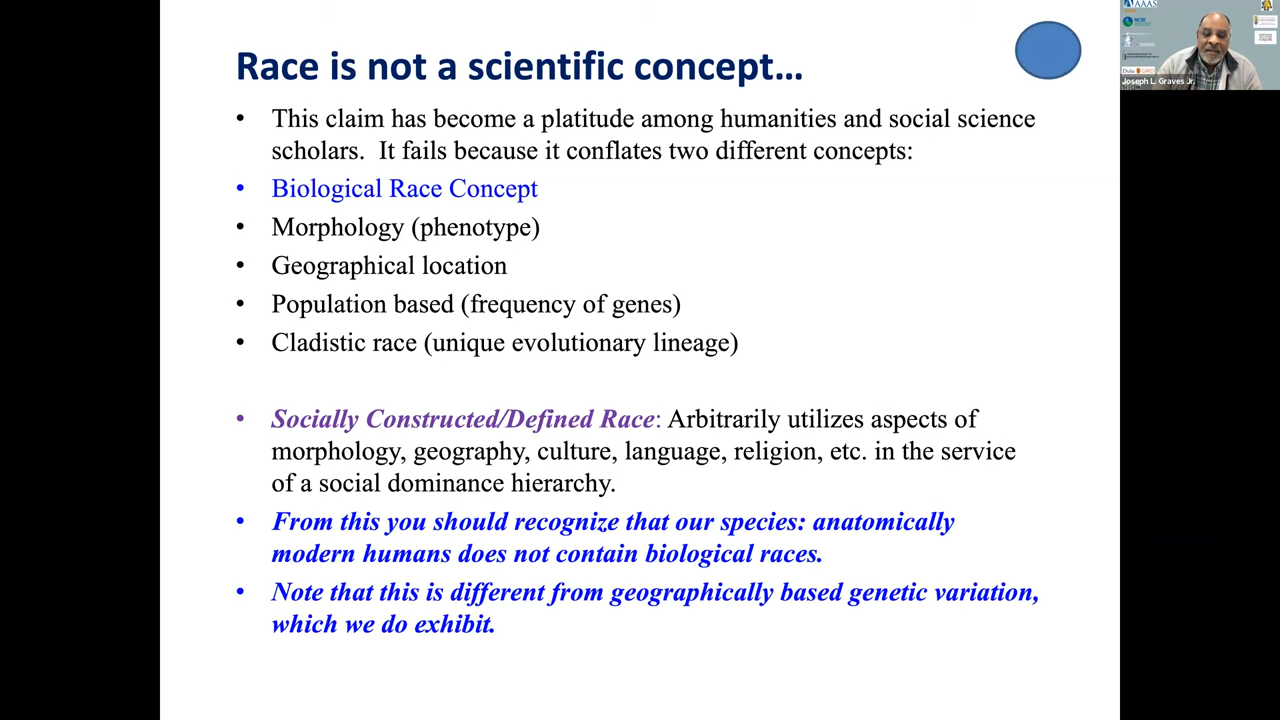 Race is not a scientific concept…
• This claim has become a platitude among humanities and social science
scholars. It fails because it conflates two different concepts:
• Biological Race Concept
• Morphology (phenotype)
• Geographical location
• Population based (frequency of genes)
• Cladistic race (unique evolutionary lineage)
• Socially Constructed/Defined Race: Arbitrarily utilizes aspects of
morphology, geography, culture, language, religion, etc. in the service
of a social dominance hierarchy.
• From this you should recognize that our species: anatomically
modern humans does not contain biological races.
• Note that this is different from geographically based genetic variation,
which we do exhibit.
AAAS
Duke
Joseph L. Graves Jr.